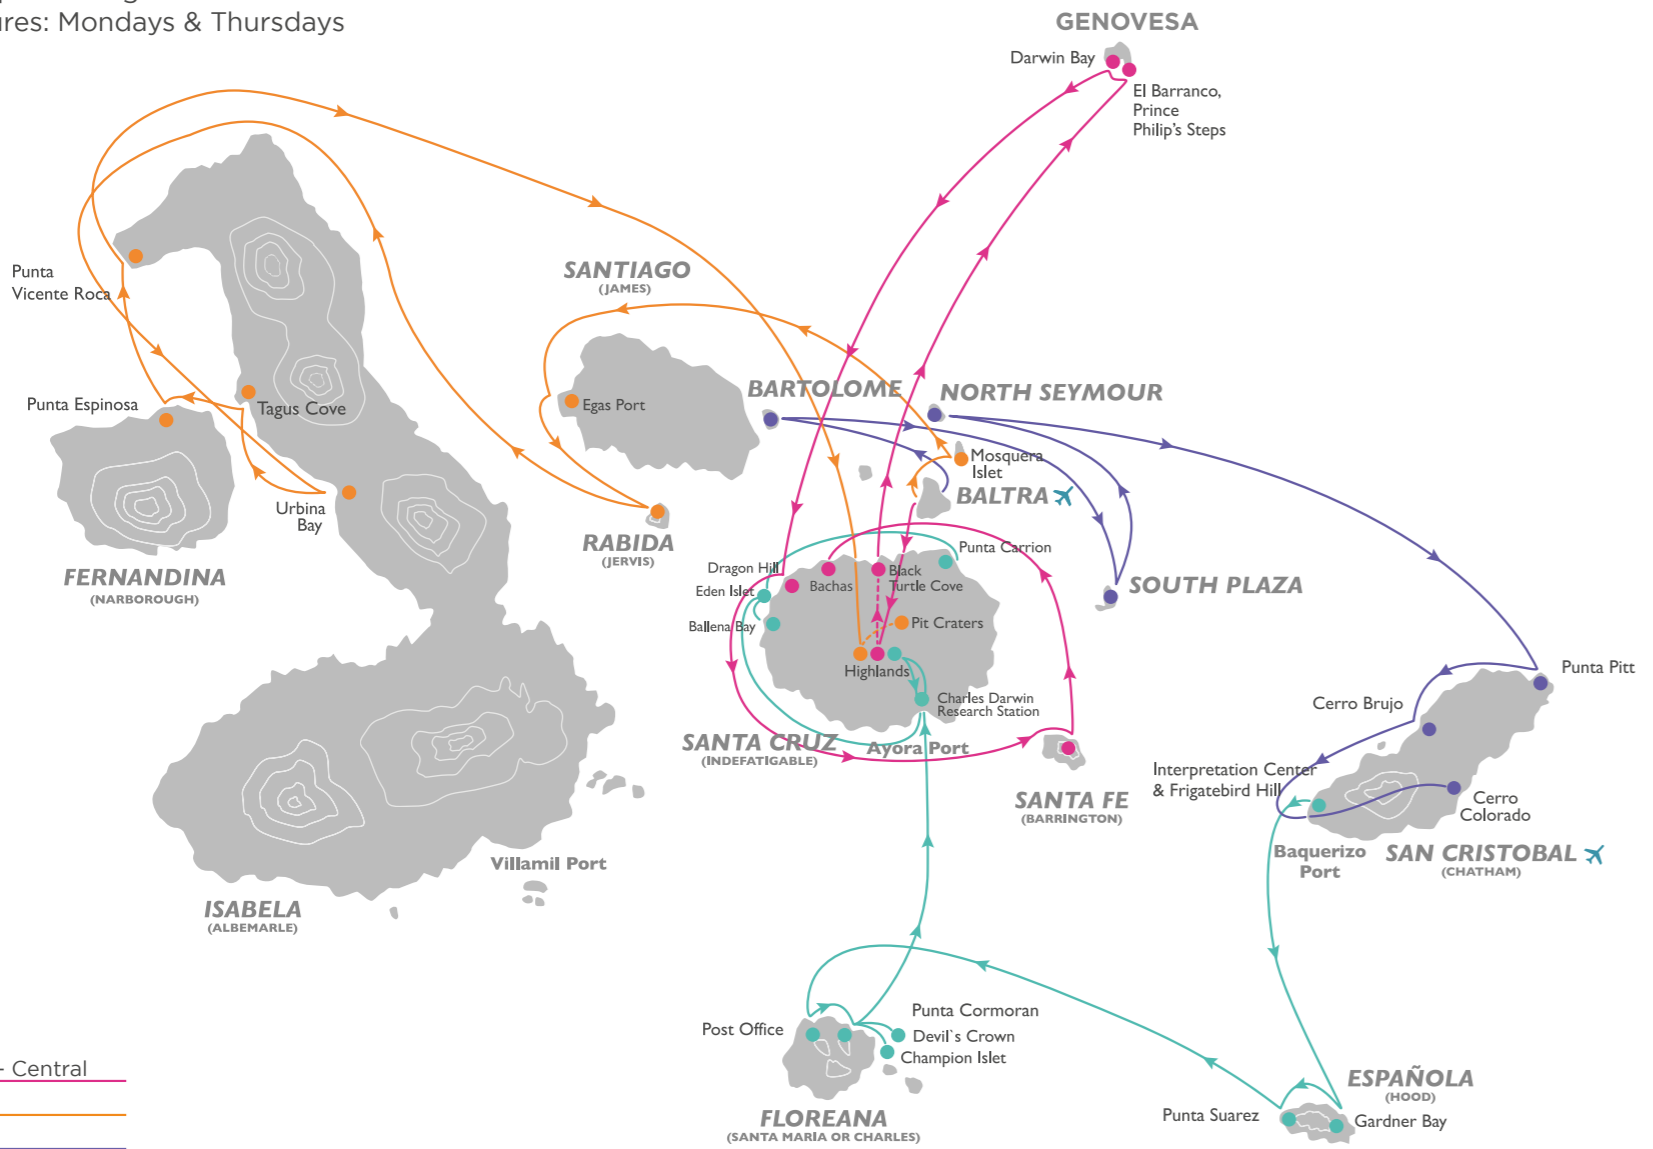 ures: Mondays & Thursdays
GENOVESA
Darwin Bay
El Barranco,
Prince
Philip's Steps
Punta
Vicente Roca
SANTIAGO
(JAMES)
BARTOLOME
NORTH SEYMOUR
Egas Port
Tagus Cove
Punta Espinosa
Mosquera
Islet
BALTRA
Urbina
Bay
RABIDA
(JERVIS)
FERNANDINA
(NARBOROUGH)
Punta Carrion
Dragon Hill
Bachas
Black
Turtle Cove
Eden Islet
SOUTH PLAZA
Ballena Bay
Pit Craters
Highlands
Charles Darwin
Research Station
SANTA CRUZ
(INDEFATIGABLE)
Ayora Port
Punta Pitt
Cerro Brujo
Interpretation Center
& Frigatebird Hill
Cerro
Colorado
SANTA FE
(BARRINGTON)
Baquerizo
Port
SAN CRISTOBAL
(CHATHAM)
Villamil Port
ISABELA
(ALBEMARLE)
Punta Cormoran
Post Office
Devil`s Crown
Champion Islet
- Central
ESPAÑOLA
(HOOD)
Punta Suarez
Gardner Bay
FLOREANA
(SANTA MARÍA OR CHARLES)